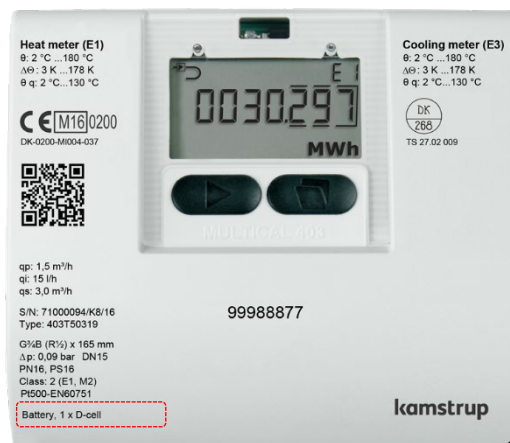 Heat meter (E1)
θ: 2 °C ...180 °C
ΔΘ: 3 K ...178 K
θ q: 2 °C...130 °C
CE M16 0200
DK-0200-MI004-037
E1
0030.297
MWh
Cooling meter (E3)
θ: 2 °C ...180 °C
ΔΘ: 3 K ...178 K
θ q: 2 °C...130 °C
DK
268
TS 27.02 009
MULTICAL 403
qp: 1,5 m³/h
qi: 15 l/h
qs: 3,0 m³/h
S/N: 71000094/K8/16
Type: 403T50319
99988877
G¾B (R½) x 165 mm
Δp: 0,09 bar DN15
PN16, PS16
Class: 2 (E1, M2)
Pt500-EN60751
Battery, 1 x D-cell
kamstrup